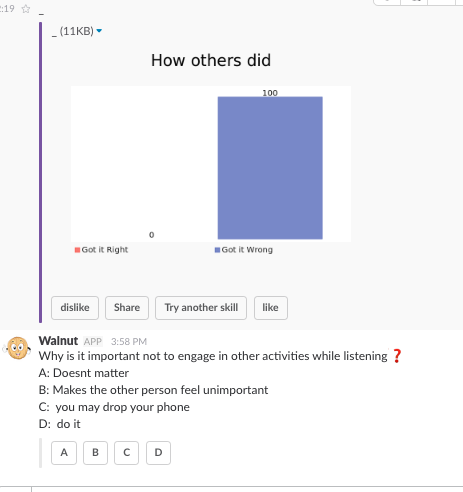 :19
_
_ (11KB)
How others did
100
0
Got it Right
Got it Wrong
dislike
Share
Try another skill
like
Walnut APP 3:58 PM
Why is it important not to engage in other activities while listening ❓
A: Doesnt matter
B: Makes the other person feel unimportant
C: you may drop your phone
D: do it
A
B
C
D